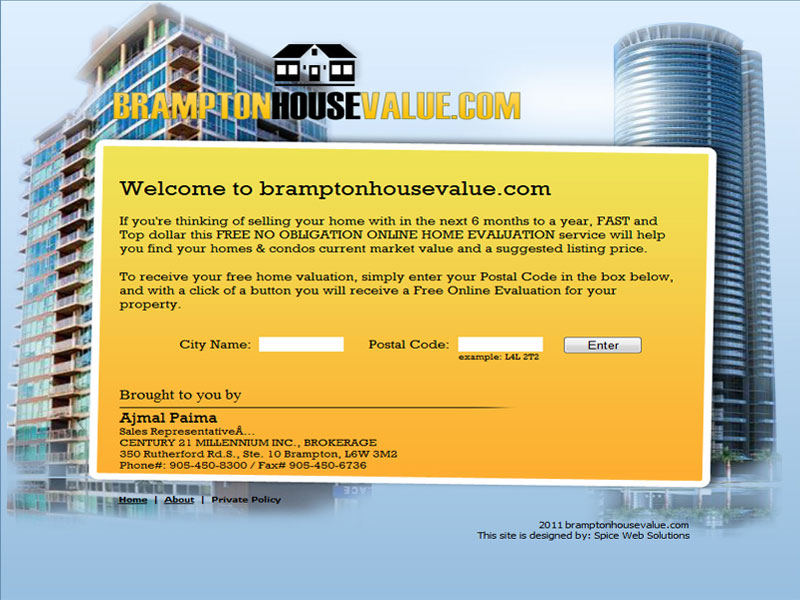 BRAMPTONHOUSEVALUE.COM
Welcome to bramptonhousevalue.com
If you're thinking of selling your home with in the next 6 months to a year, FAST and
Top dollar this FREE NO OBLIGATION ONLINE HOME EVALUATION service will help
you find your homes & condos current market value and a suggested listing price.
To receive your free home valuation, simply enter your Postal Code in the box below,
and with a click of a button you will receive a Free Online Evaluation for your
property.
City Name: Postal Code: Enter
example: L4L 2T2
Brought to you by
Ajmal Paima
Sales RepresentativeÂ...
CENTURY 21 MILLENNIUM INC., BROKERAGE
350 Rutherford Rd.S., Ste. 10 Brampton, L6W 3M2
Phone#: 905-450-8300 / Fax# 905-450-6736
Home | About | Private Policy
2011 bramptonhousevalue.com
This site is designed by: Spice Web Solutions